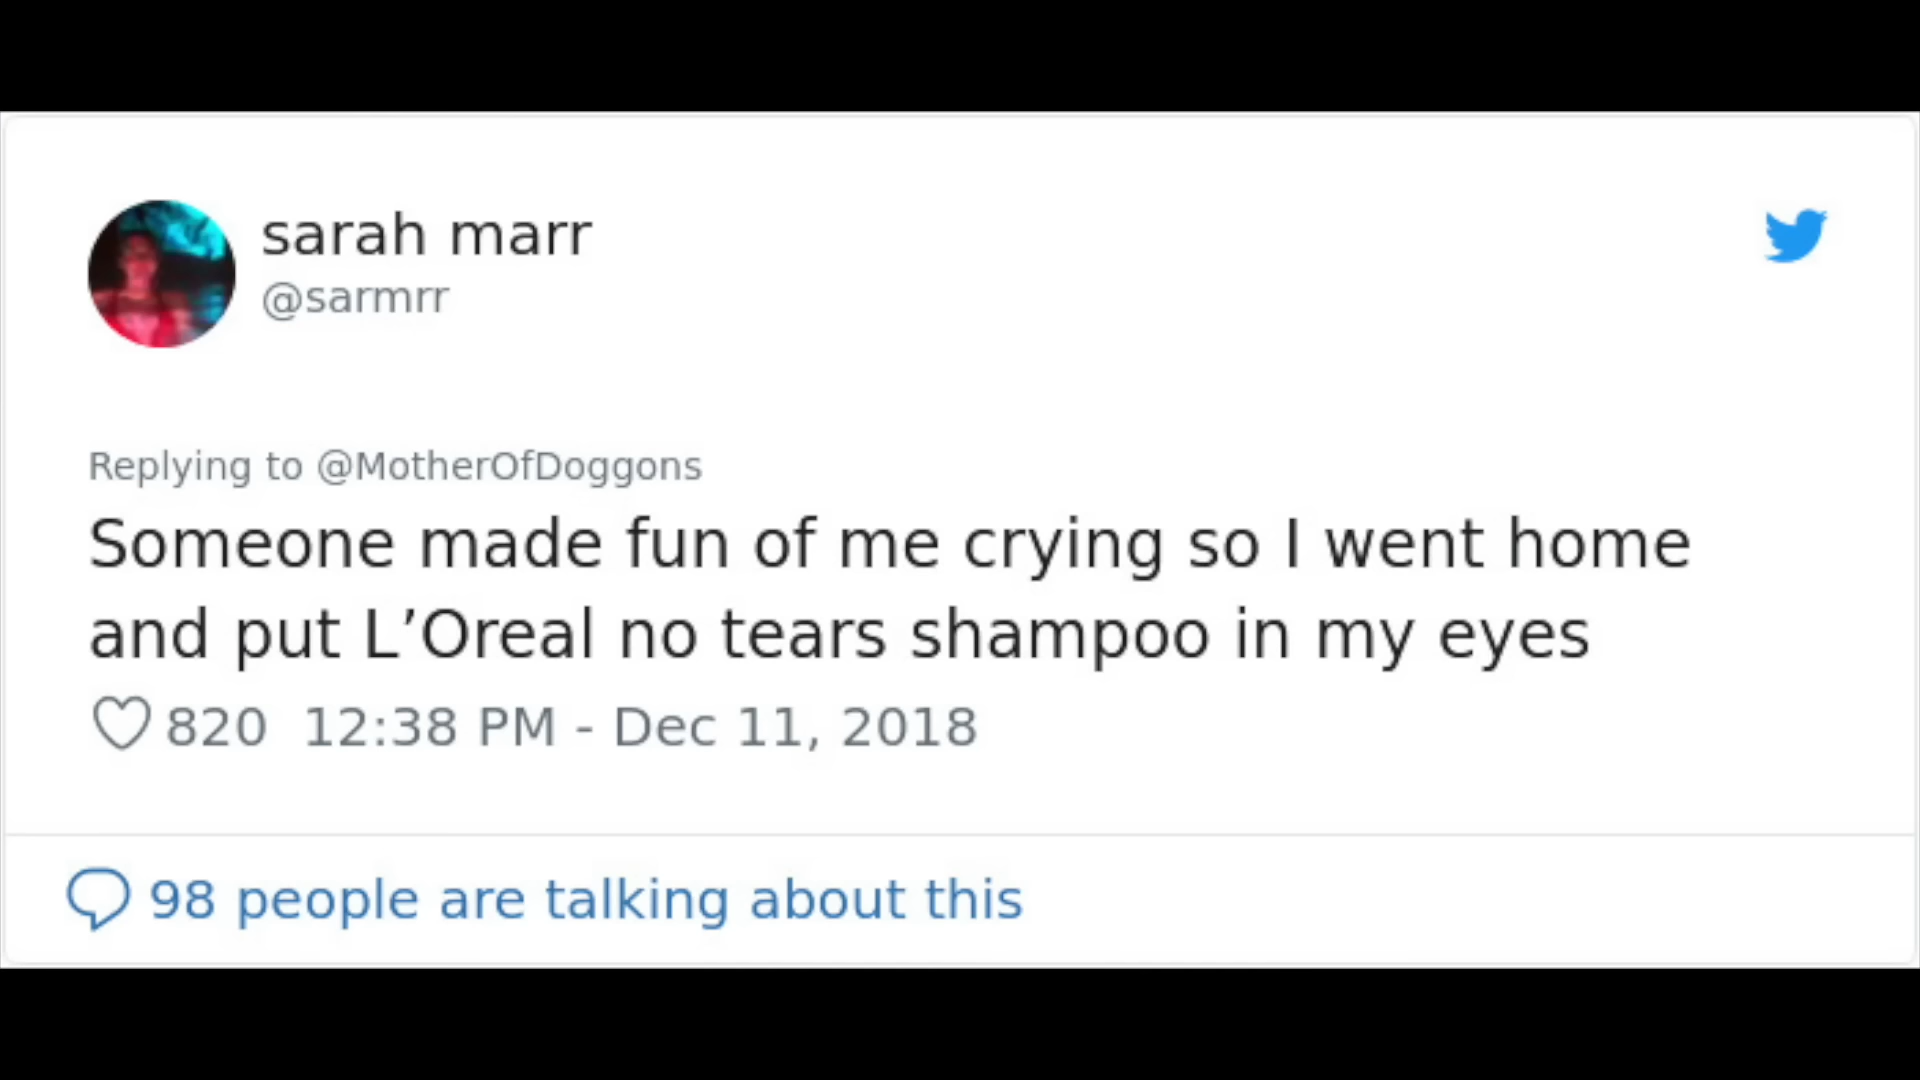 sarah marr
@sarmrr
Replying to @MotherOfDoggons
Someone made fun of me crying so I went home
and put L’Oreal no tears shampoo in my eyes
820 12:38 PM - Dec 11, 2018
98 people are talking about this